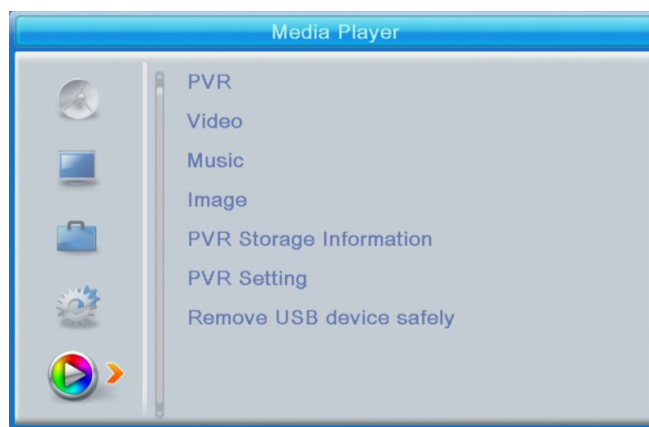 Media Player
PVR
Video
Music
Image
PVR Storage Information
PVR Setting
Remove USB device safely